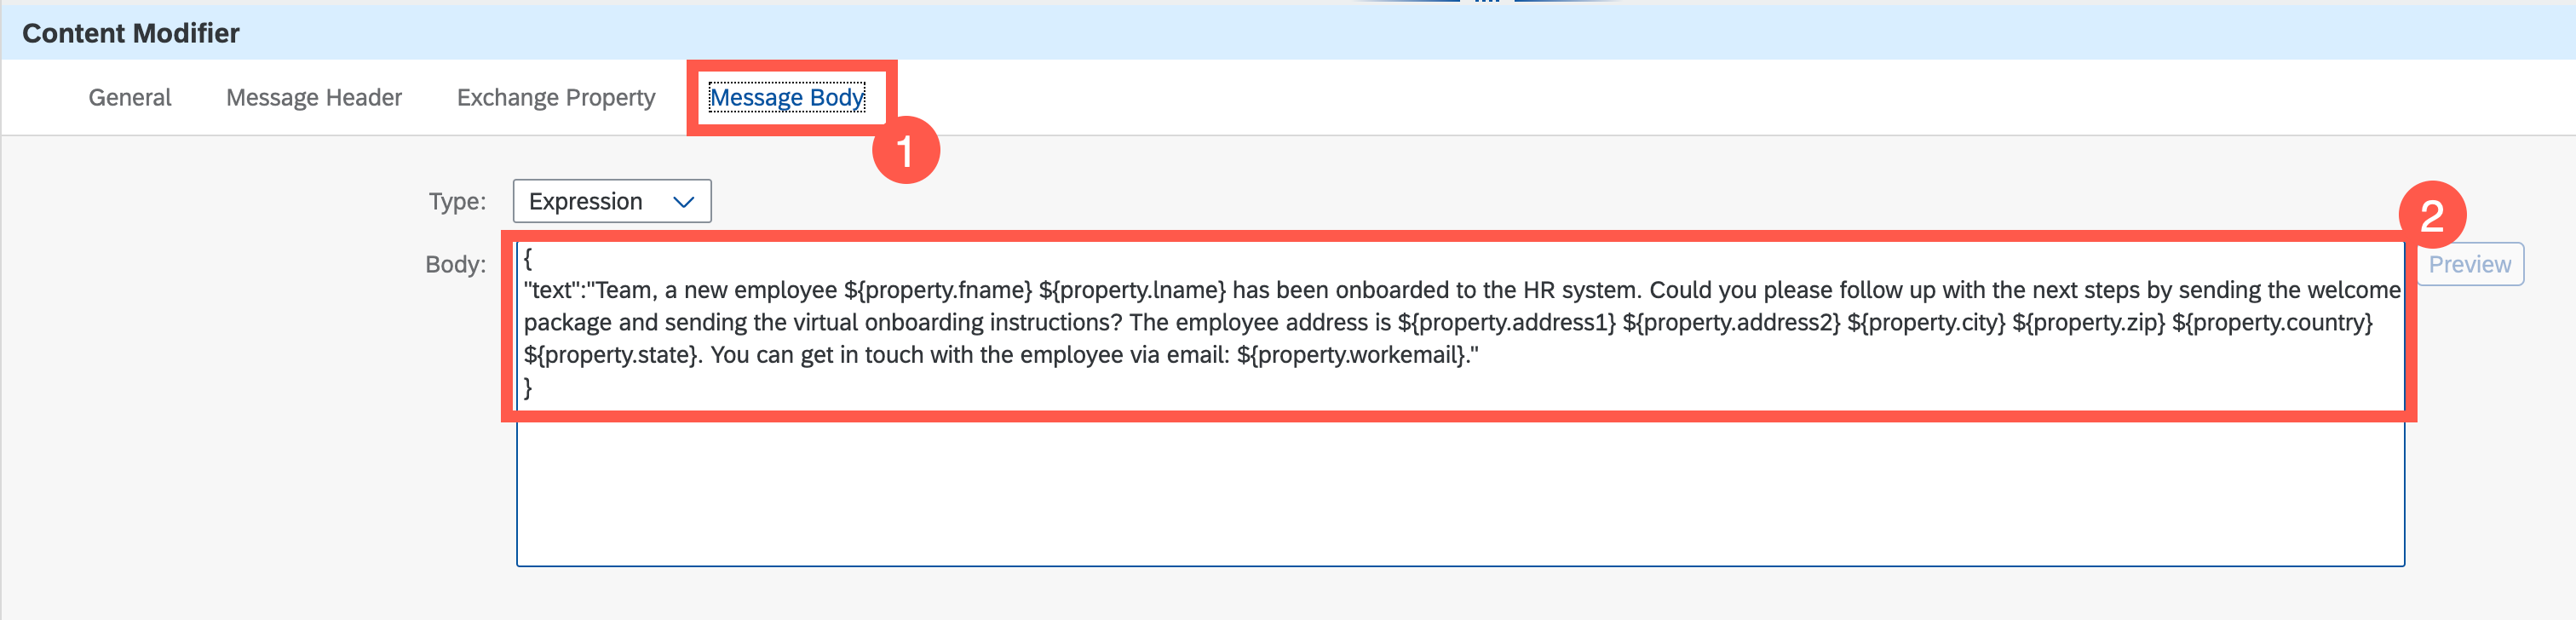 Content Modifier
General Message Header Exchange Property Message Body
1
Type: Expression
2
Body:
{
"text":"Team, a new employee ${property.fname} ${property.lname} has been onboarded to the HR system. Could you please follow up with the next steps by sending the welcome
package and sending the virtual onboarding instructions? The employee address is ${property.address1} ${property.address2} ${property.city} ${property.zip} ${property.country}
${property.state}. You can get in touch with the employee via email: ${property.workemail}."
}
Preview